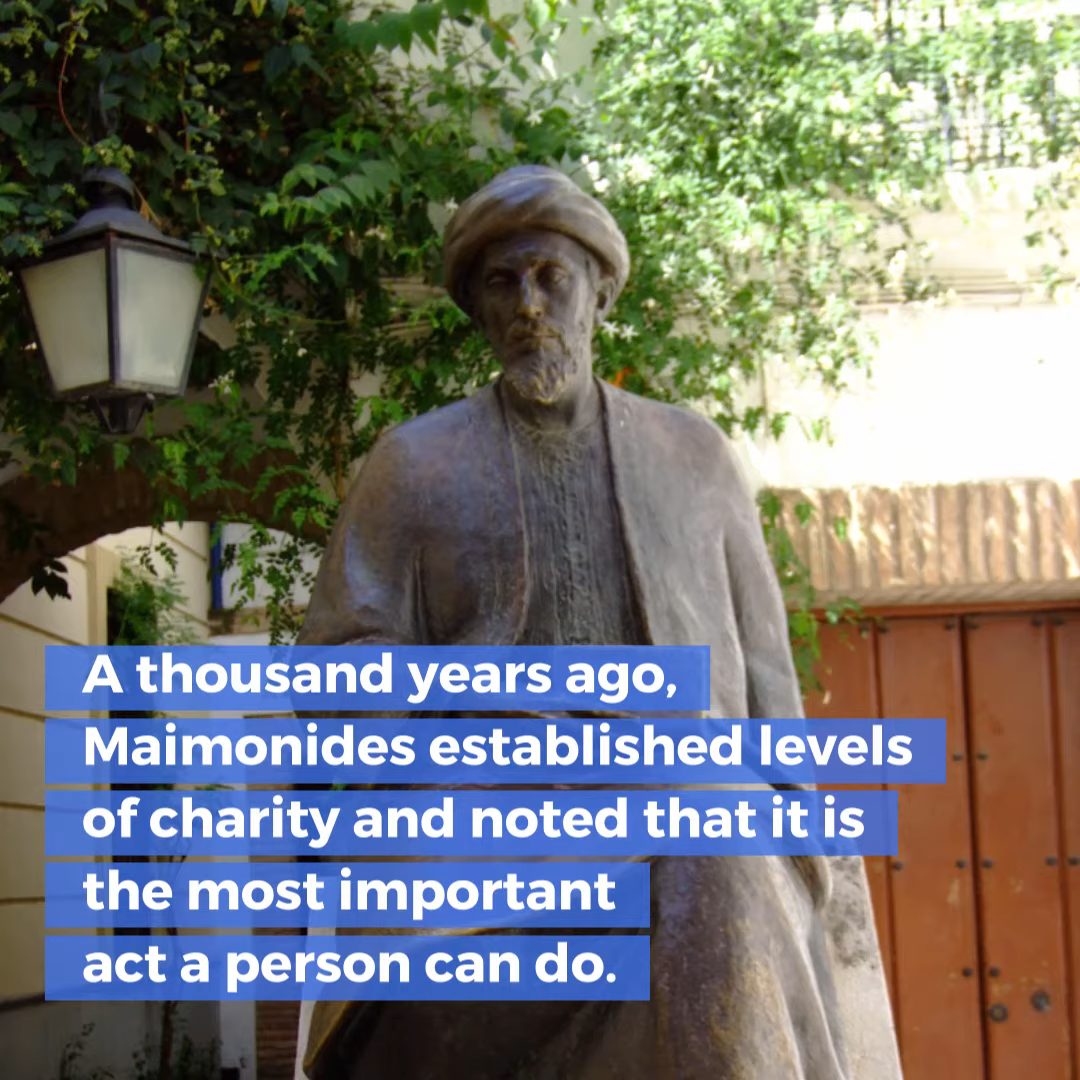 A thousand years ago,
Maimonides established levels
of charity and noted that it is
the most important
act a person can do.